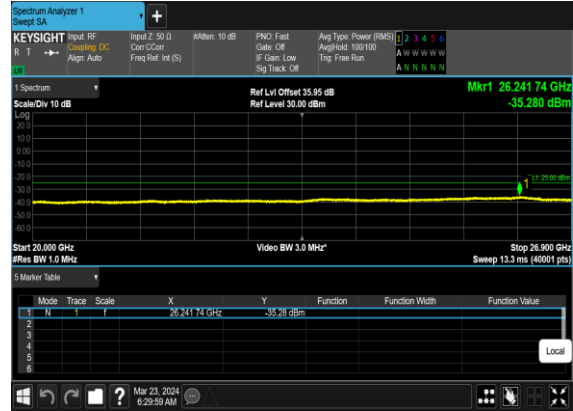 Spectrum Analyzer 1
Swept SA
+
KEYSIGHT Input: RF Input Z: 50 Ω #Atten: 10 dB PNO: Fast Avg Type: Power (RMS) 1 2 3 4 5 6
R T Coupling: DC Corr CCorr Gate: Off Avg|Hold: 100/100 A W W W W W
Align: Auto Freq Ref: Int (S) IF Gain: Low Trig: Free Run
Sig Track: Off A N N N N N
1 Spectrum Ref Lvl Offset 35.95 dB Mkr1 26.241 74 GHz
Scale/Div 10 dB Ref Level 30.00 dBm -35.280 dBm
Log
20.0
10.0
0.00
-10.0
-20.0 L1 -25.00 dBm
-30.0 1
-40.0
-50.0
-60.0
Start 20.000 GHz Video BW 3.0 MHz* Stop 26.900 GHz
#Res BW 1.0 MHz Sweep 13.3 ms (40001 pts)
5 Marker Table
Mode Trace Scale X Y Function Function Width Function Value
1 N 1 f 26.241 74 GHz -35.28 dBm
2
3
4
5
6
Local
? Mar 23, 2024
6:29:59 AM